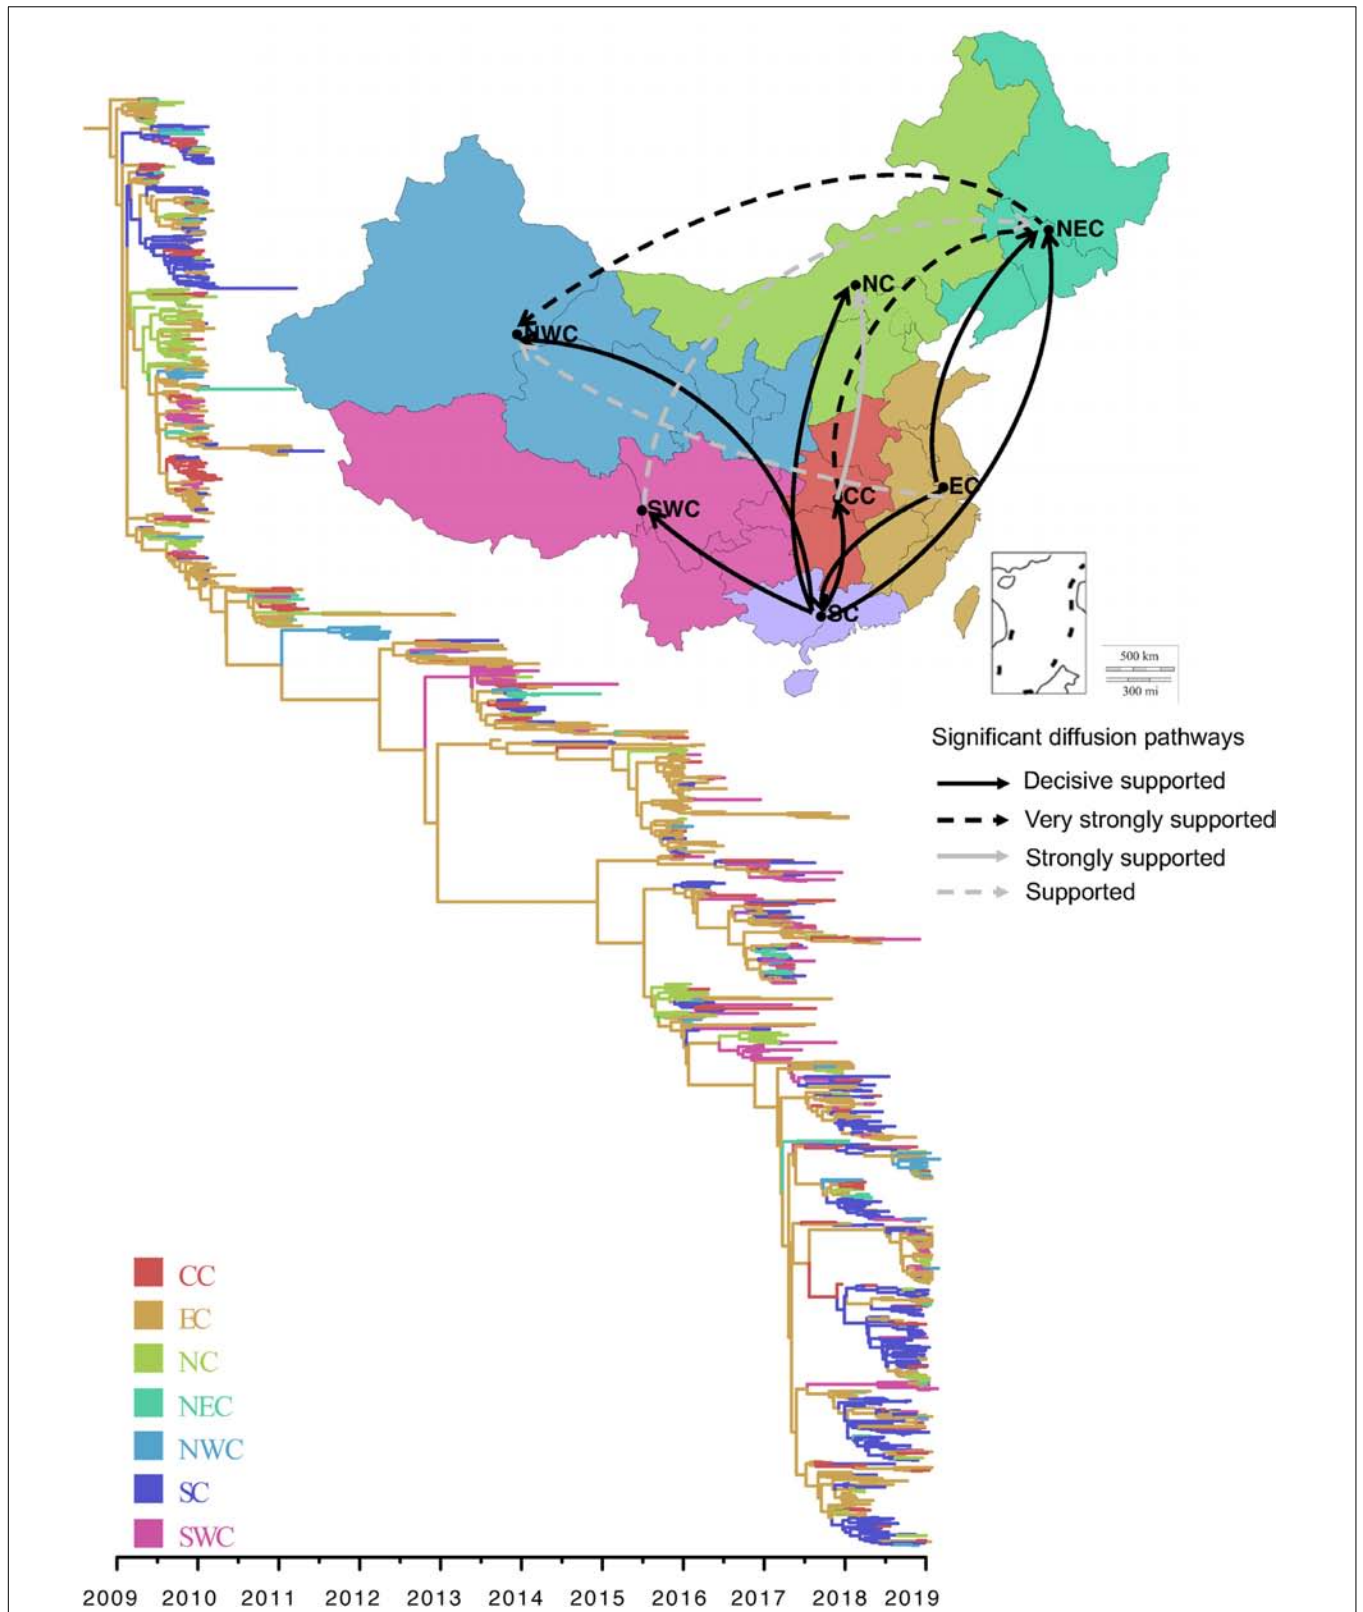 NEC
NC
NWC
EC
CC
SWC
SC
500 km
300 mi
Significant diffusion pathways
Decisive supported
Very strongly supported
Strongly supported
Supported
CC
EC
NC
NEC
NWC
SC
SWC
2009 2010 2011 2012 2013 2014 2015 2016 2017 2018 2019